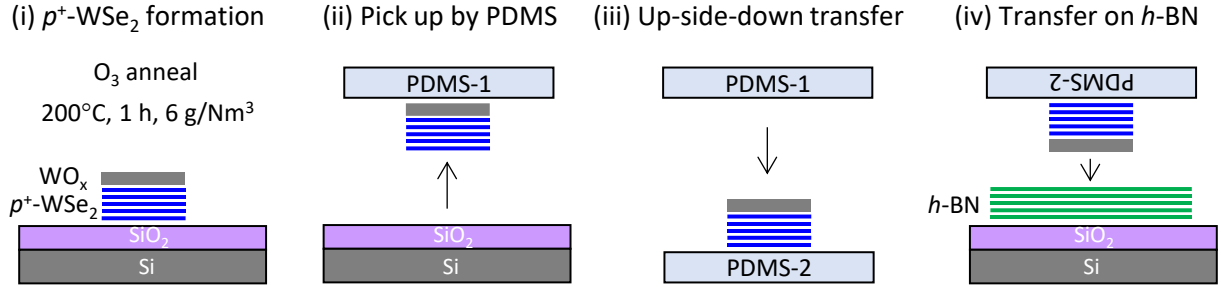 (i) p⁺-WSe₂ formation
O₃ anneal
200°C, 1 h, 6 g/Nm³
WOₓ
p⁺-WSe₂
SiO₂
Si
(ii) Pick up by PDMS
PDMS-1
SiO₂
Si
(iii) Up-side-down transfer
PDMS-1
PDMS-2
(iv) Transfer on h-BN
PDMS-2
h-BN
SiO₂
Si